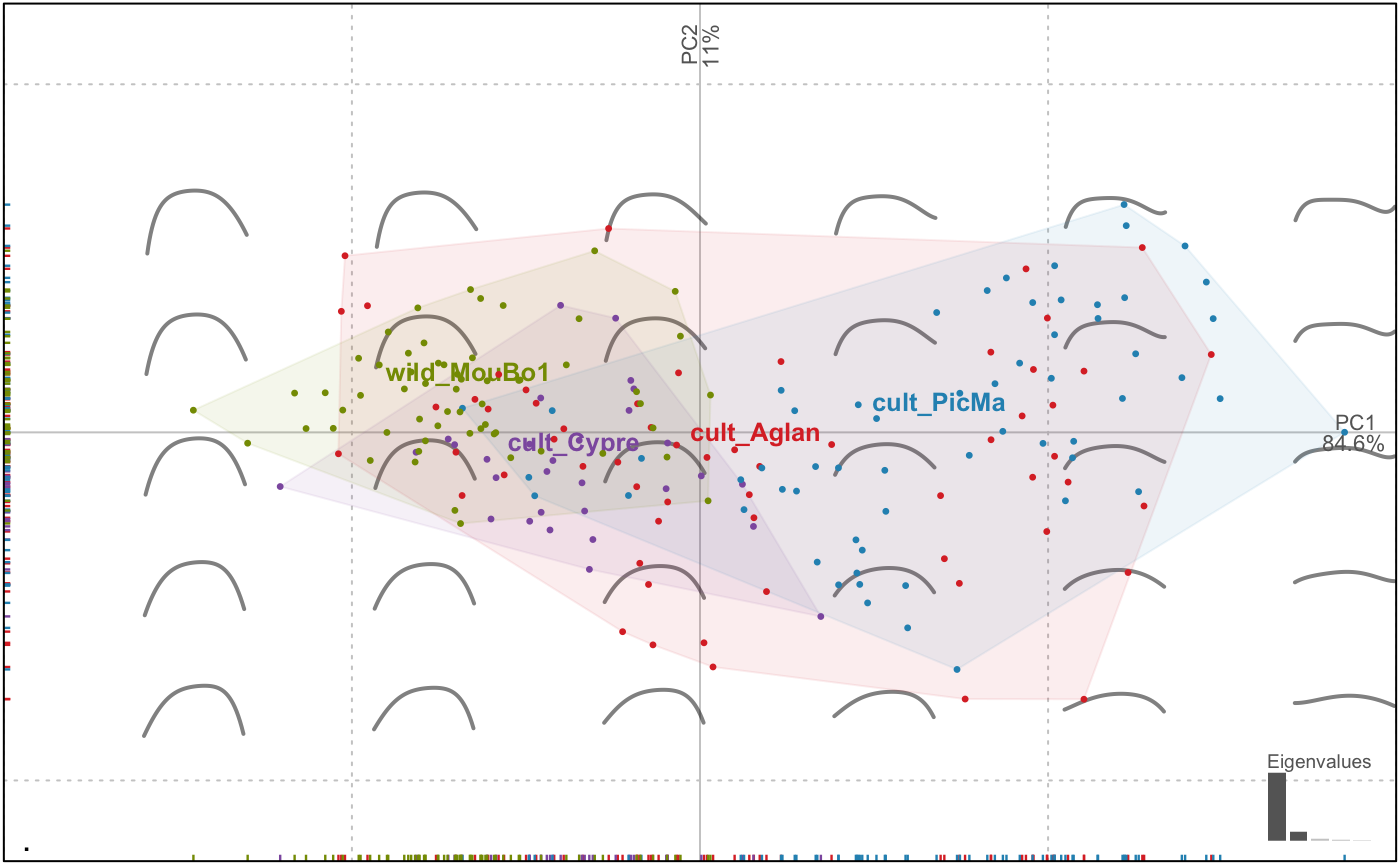 PC2
11%
wild_MouBo1
cult_PicMa
cult_Aglan
cult_Cypre
PC1
84.6%
Eigenvalues
.